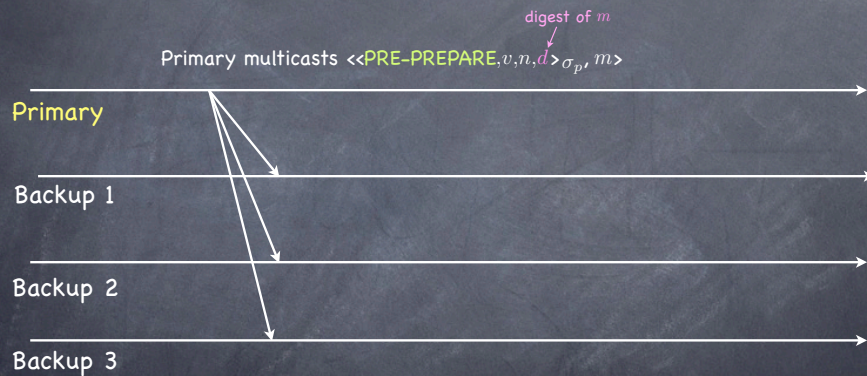 digest of m
Primary multicasts <<PRE-PREPARE,v,n,d>σp, m>
Primary
Backup 1
Backup 2
Backup 3